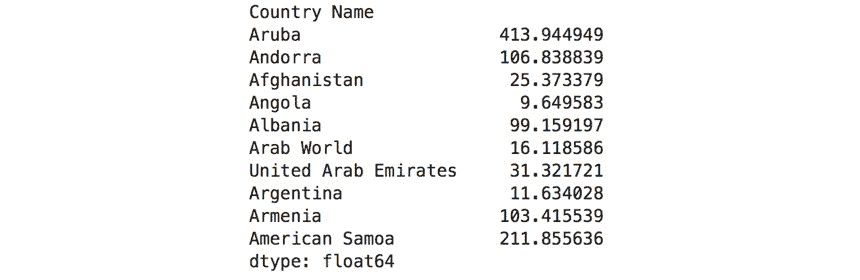 Country Name
Aruba 413.944949
Andorra 106.838839
Afghanistan 25.373379
Angola 9.649583
Albania 99.159197
Arab World 16.118586
United Arab Emirates 31.321721
Argentina 11.634028
Armenia 103.415539
American Samoa 211.855636
dtype: float64